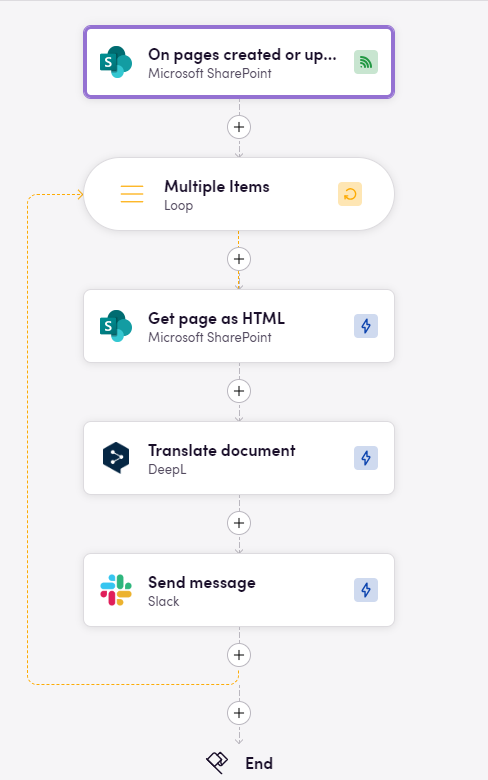 On pages created or up...
Microsoft SharePoint
Multiple Items
Loop
Get page as HTML
Microsoft SharePoint
Translate document
DeepL
Send message
Slack
End